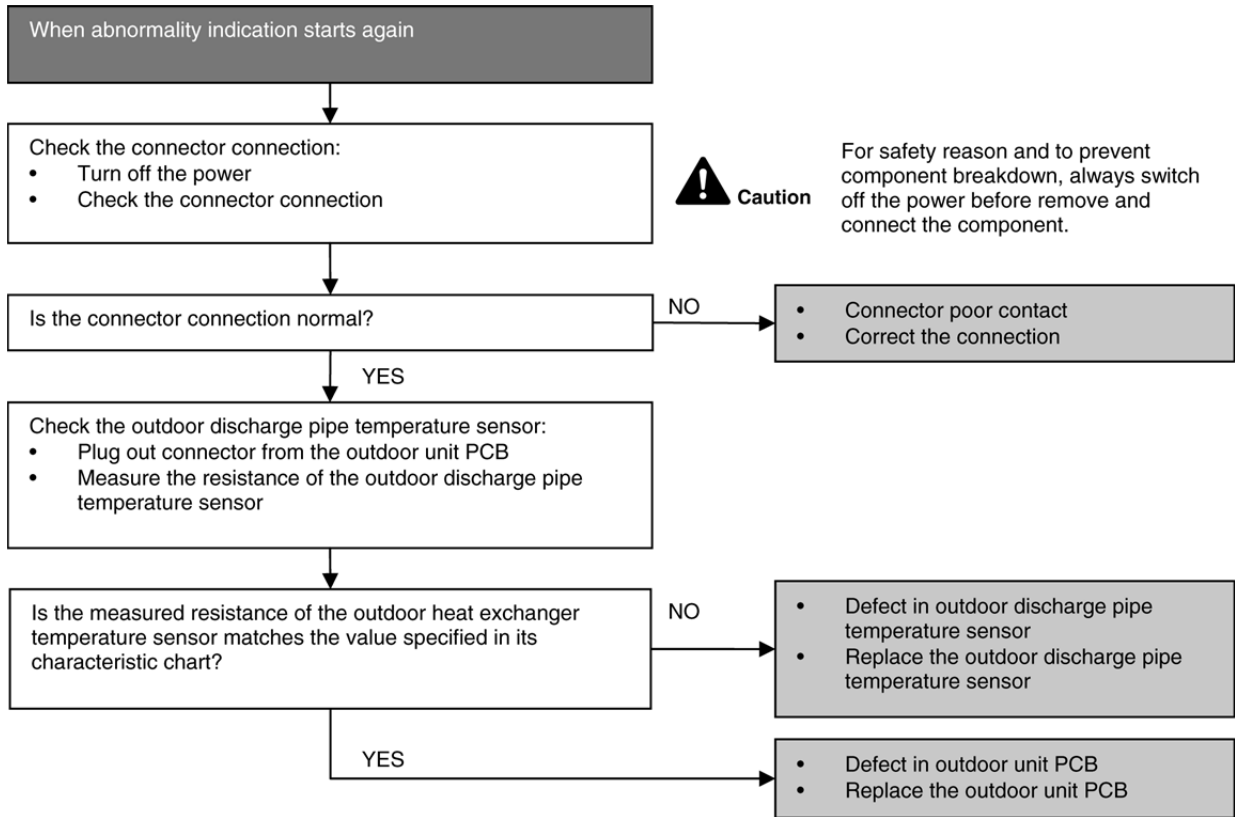 When abnormality indication starts again
Check the connector connection:
• Turn off the power
• Check the connector connection
Caution
For safety reason and to prevent
component breakdown, always switch
off the power before remove and
connect the component.
Is the connector connection normal?
NO
• Connector poor contact
• Correct the connection
YES
Check the outdoor discharge pipe temperature sensor:
• Plug out connector from the outdoor unit PCB
• Measure the resistance of the outdoor discharge pipe
temperature sensor
Is the measured resistance of the outdoor heat exchanger
temperature sensor matches the value specified in its
characteristic chart?
NO
• Defect in outdoor discharge pipe
temperature sensor
• Replace the outdoor discharge pipe
temperature sensor
YES
• Defect in outdoor unit PCB
• Replace the outdoor unit PCB